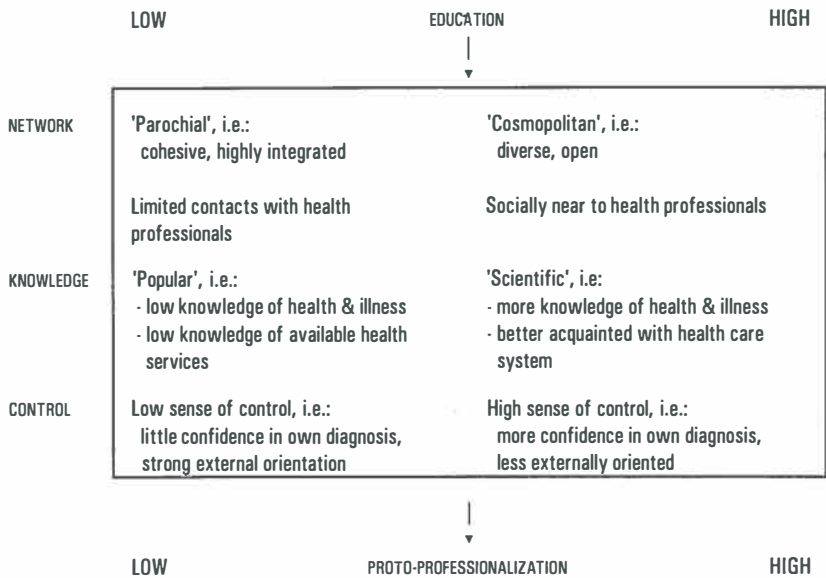 LOW EDUCATION HIGH
NETWORK 'Parochial', i.e.: 'Cosmopolitan', i.e.:
cohesive, highly integrated diverse, open
Limited contacts with health Socially near to health professionals
professionals
KNOWLEDGE 'Popular', i.e.: 'Scientific', i.e:
- low knowledge of health & illness - more knowledge of health & illness
- low knowledge of available health - better acquainted with health care
services system
CONTROL Low sense of control, i.e.: High sense of control, i.e.:
little confidence in own diagnosis, more confidence in own diagnosis,
strong external orientation less externally oriented
LOW PROTO-PROFESSIONALIZATION HIGH